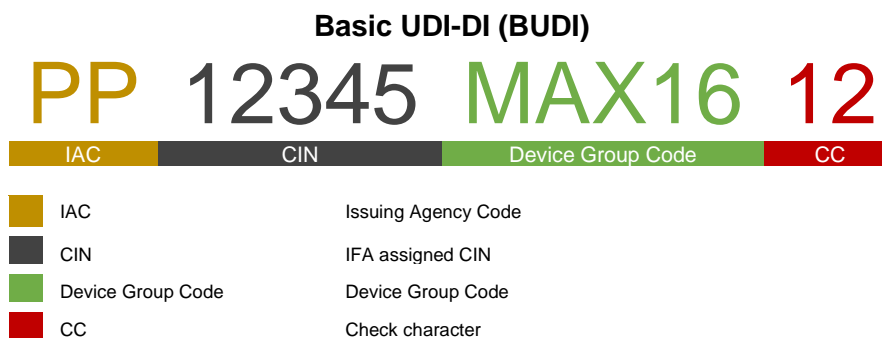 Basic UDI-DI (BUDI)
PP 12345 MAX16 12
IAC CIN Device Group Code CC
IAC Issuing Agency Code
CIN IFA assigned CIN
Device Group Code Device Group Code
CC Check character